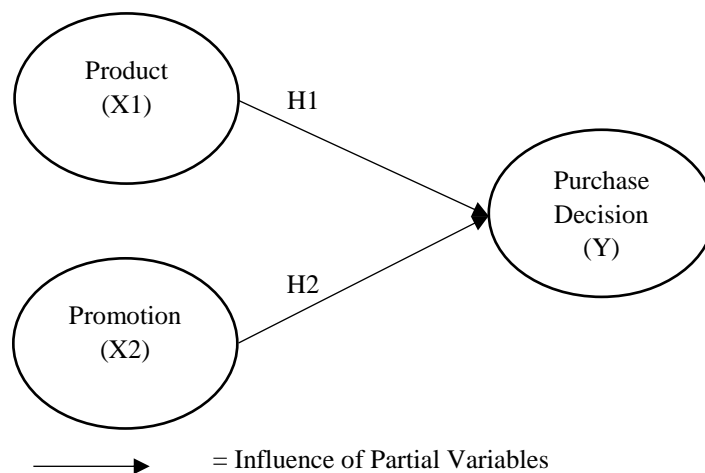 Product
(X1)
H1
Purchase
Decision
(Y)
H2
Promotion
(X2)
= Influence of Partial Variables